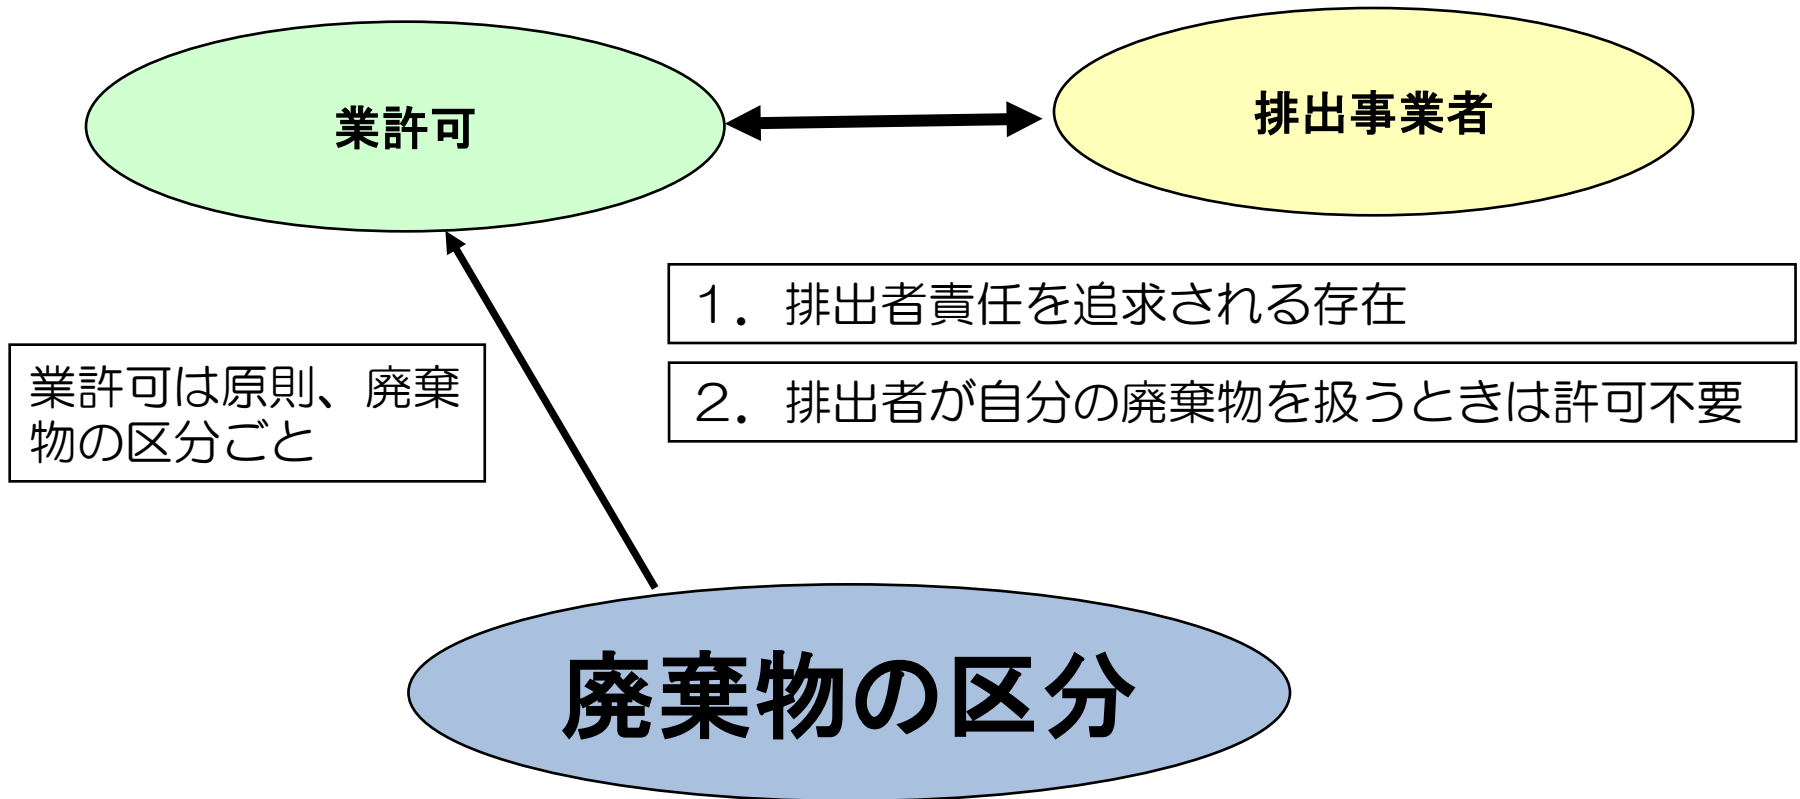 業許可
排出事業者
１．排出者責任を追求される存在
業許可は原則、廃棄
物の区分ごと
２．排出者が自分の廃棄物を扱うときは許可不要
廃棄物の区分